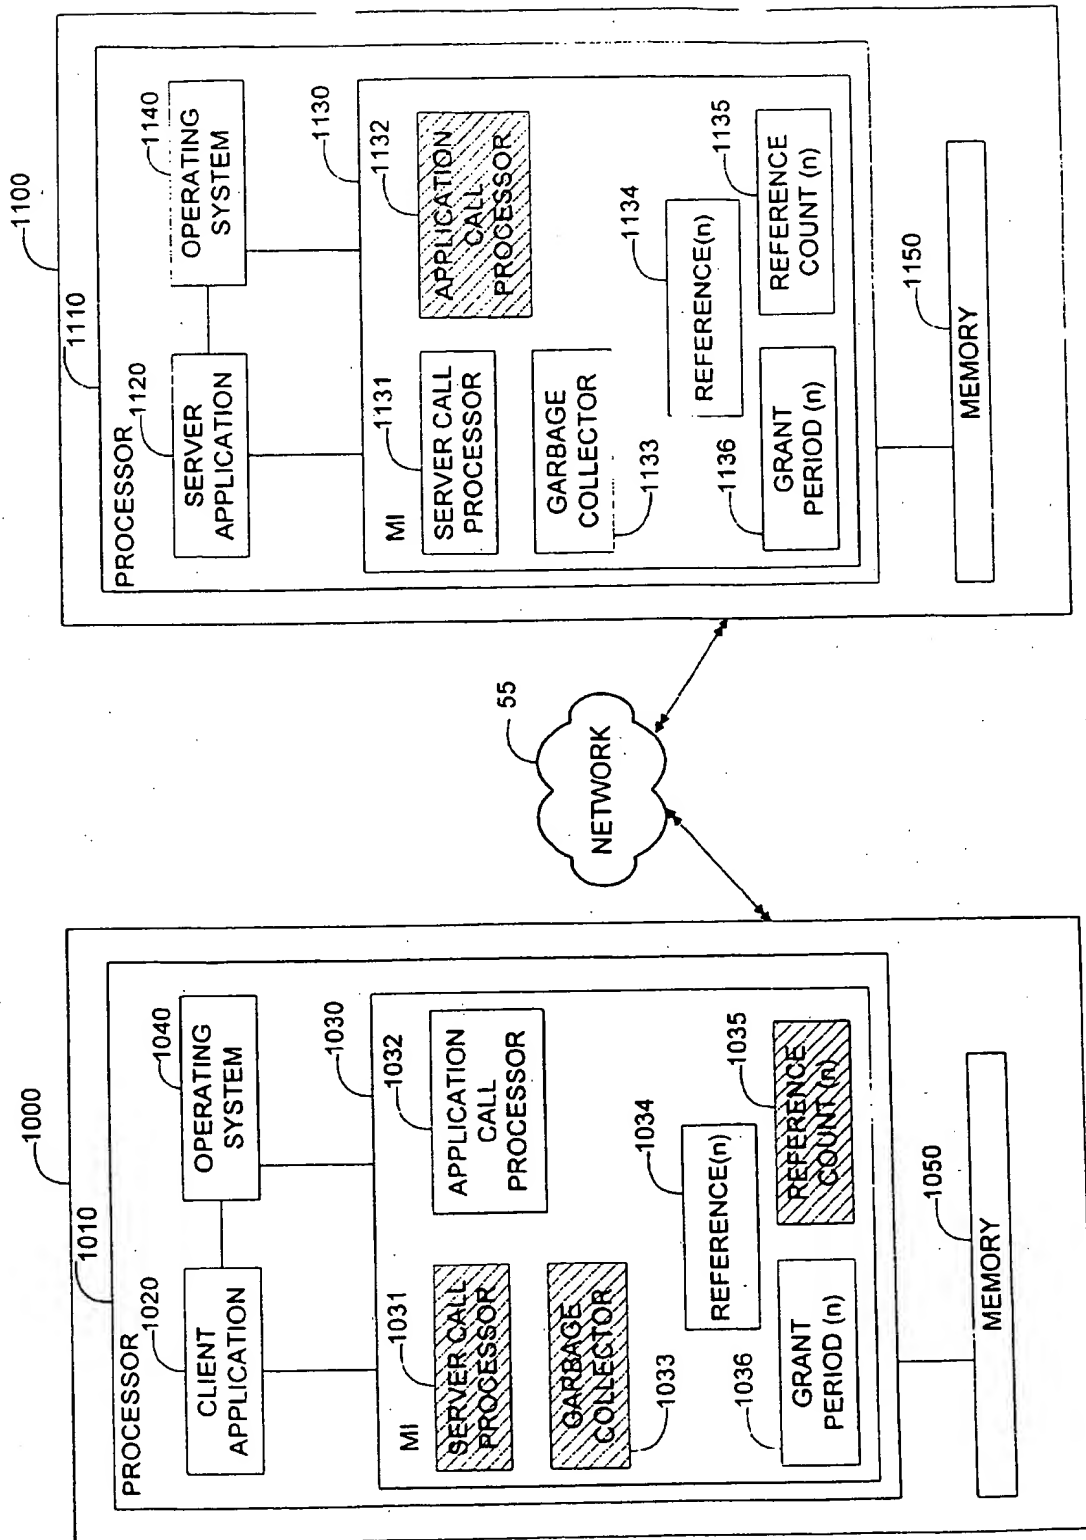 1000
1010
PROCESSOR
1020
CLIENT
APPLICATION
1040
OPERATING
SYSTEM
1030
MI
1031
SERVER CALL
PROCESSOR
1032
APPLICATION
CALL
PROCESSOR
GARBAGE
COLLECTOR
1033
1034
REFERENCE(n)
1036
GRANT
PERIOD (n)
1035
REFERENCE
COUNT (n)
1050
MEMORY
55
NETWORK
1100
1110
PROCESSOR
1120
SERVER
APPLICATION
1140
OPERATING
SYSTEM
1130
MI
1131
SERVER CALL
PROCESSOR
1132
APPLICATION
CALL
PROCESSOR
GARBAGE
COLLECTOR
1133
1134
REFERENCE(n)
1136
GRANT
PERIOD (n)
1135
REFERENCE
COUNT (n)
1150
MEMORY